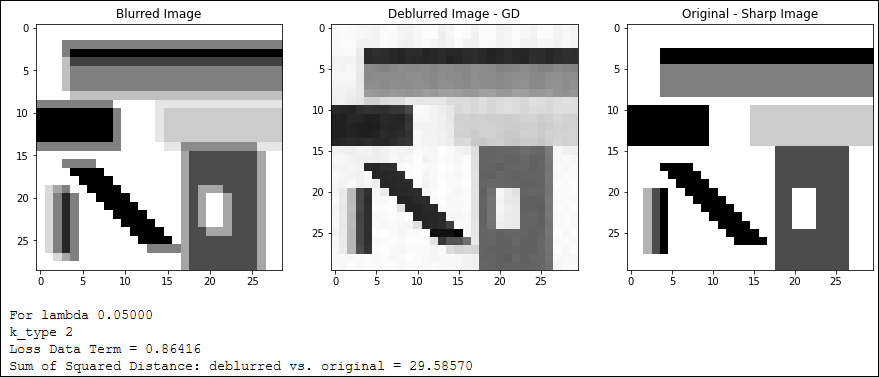 Blurred Image
Deblurred Image - GD
Original - Sharp Image
0
5
10
15
20
25
0 5 10 15 20 25
0
5
10
15
20
25
0 5 10 15 20 25
0
5
10
15
20
25
0 5 10 15 20 25
For lambda 0.05000
k_type 2
Loss Data Term = 0.86416
Sum of Squared Distance: deblurred vs. original = 29.58570